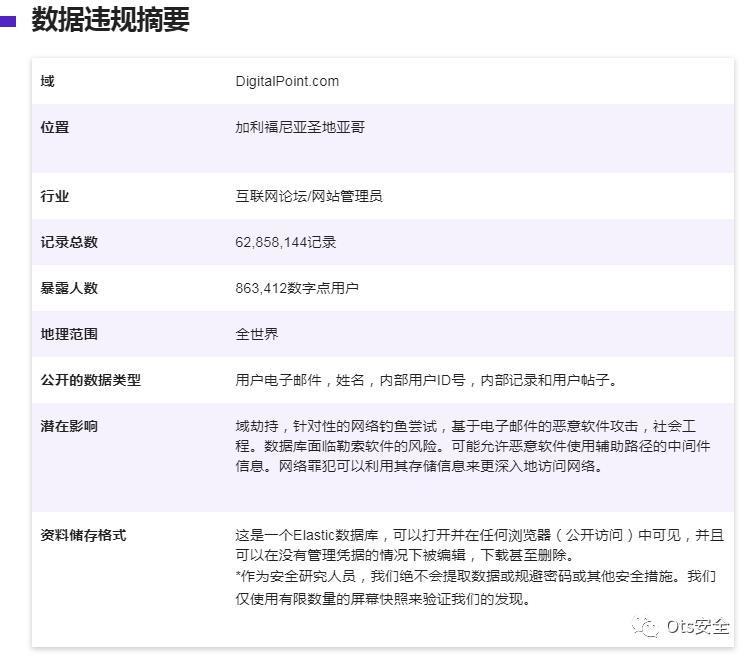 数据违规摘要
域 DigitalPoint.com
位置 加利福尼亚圣地亚哥
行业 互联网论坛/网站管理员
记录总数 62,858,144记录
暴露人数 863,412数字点用户
地理范围 全世界
公开的数据类型 用户电子邮件，姓名，内部用户ID号，内部记录和用户帖子。
潜在影响 域劫持，针对性的网络钓鱼尝试，基于电子邮件的恶意软件攻击，社会工
程。数据库面临勒索软件的风险。可能允许恶意软件使用辅助路径的中间件
信息。网络罪犯可以利用其存储信息来更深入地访问网络。
资料储存格式 这是一个Elastic数据库，可以打开并在任何浏览器（公开访问）中可见，并且
可以在没有管理凭据的情况下被编辑，下载甚至删除。
*作为安全研究人员，我们绝不会提取数据或规避密码或其他安全措施。我们
仅使用有限数量的屏幕快照来验证我们的发现。
Ots安全